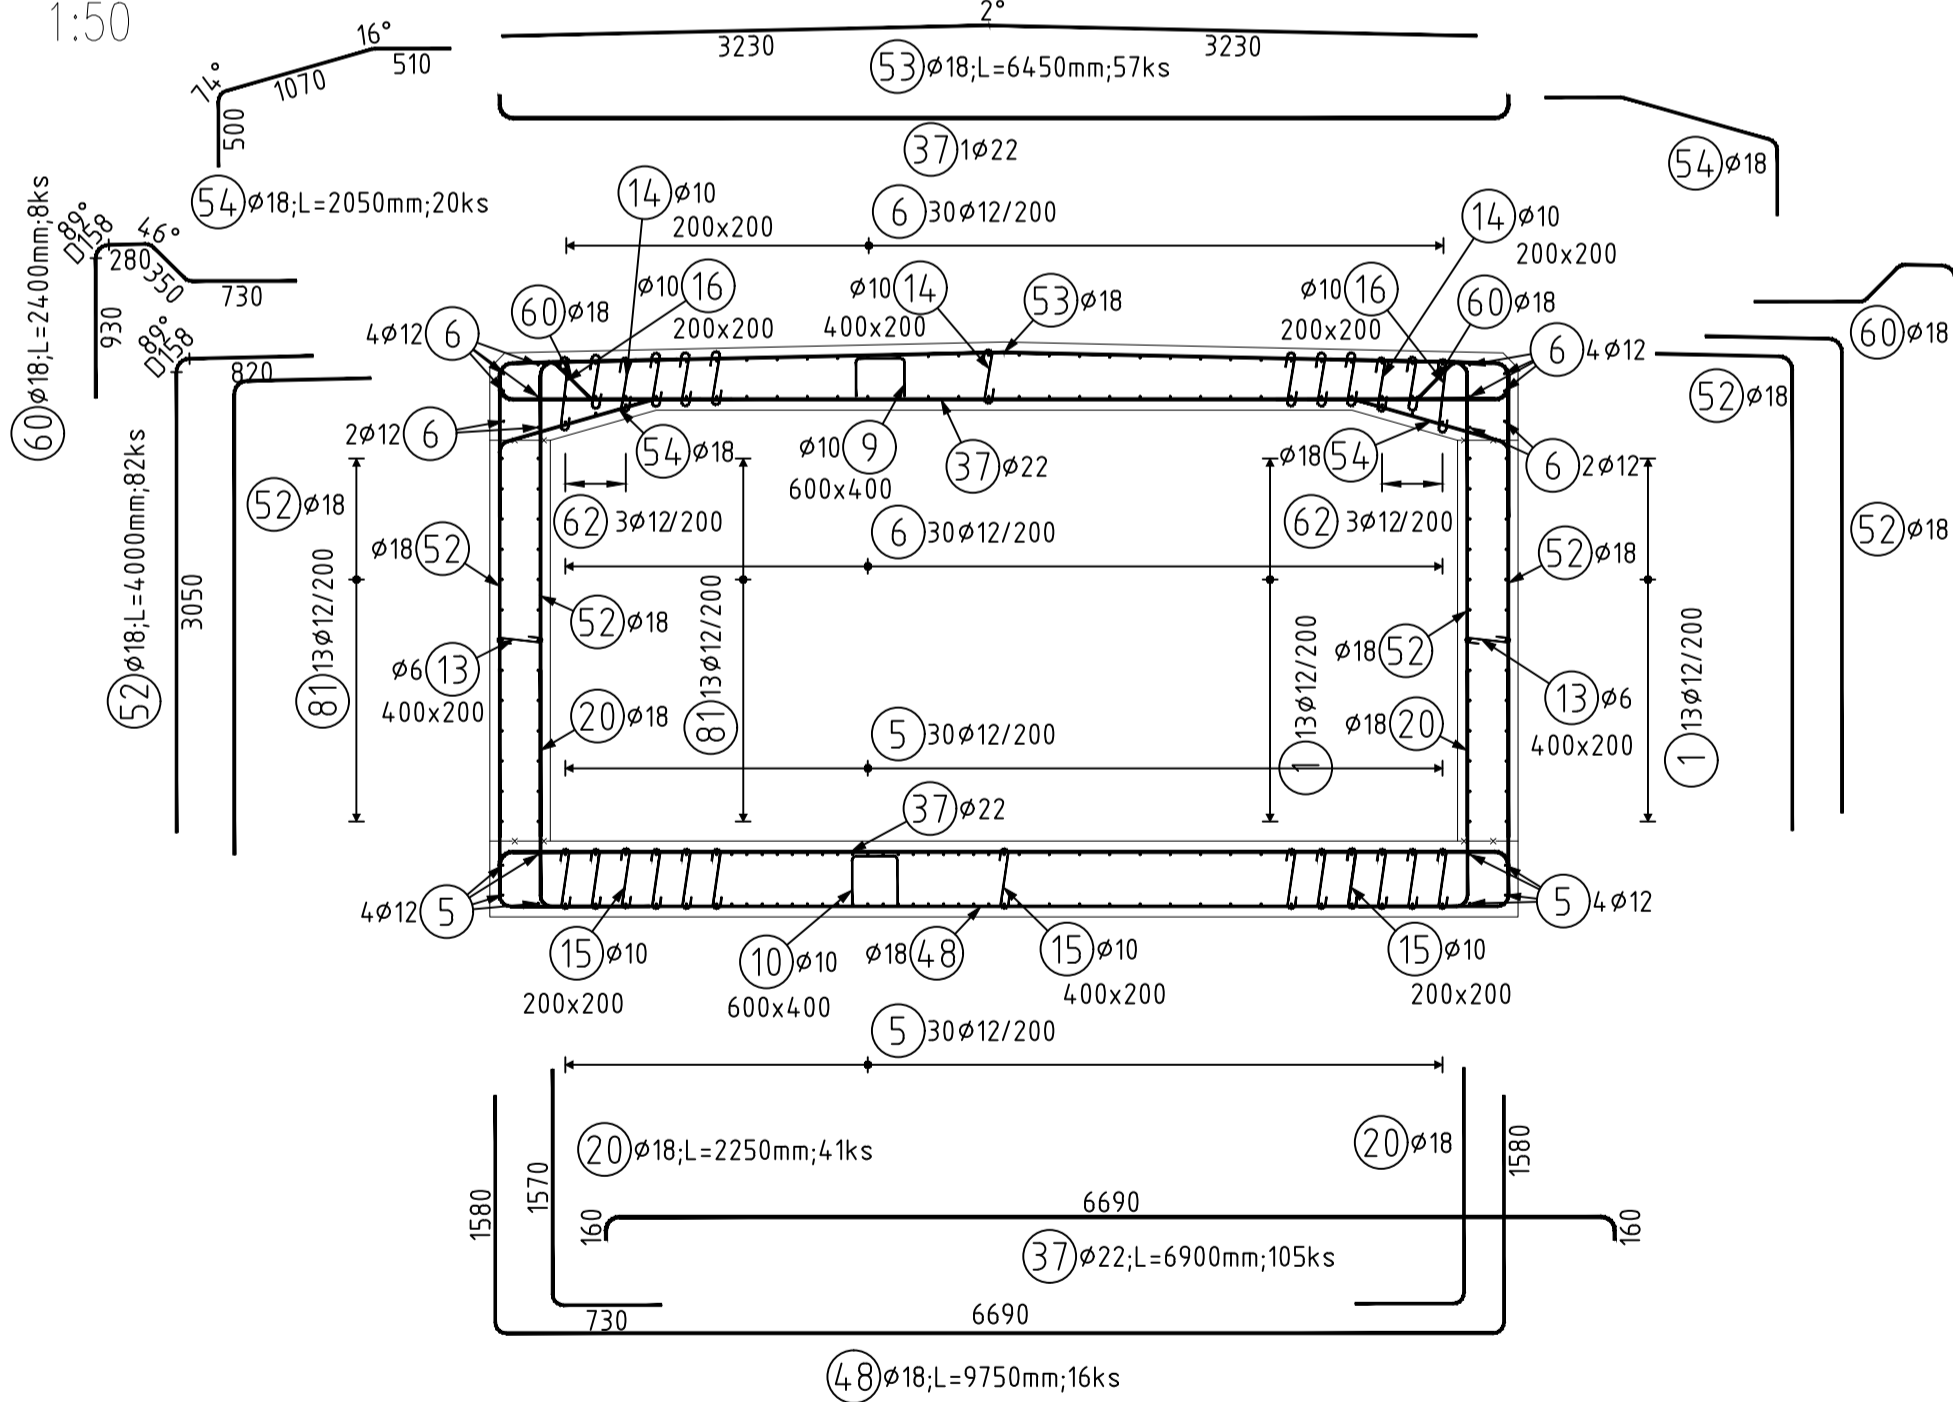 1:50
2°
3230
3230
53 ø18;L=6450mm;57ks
16°
510
74°
1070
500
54 ø18;L=2050mm;20ks
37 1ø22
54 ø18
14 ø10
200x200
6 30ø12/200
14 ø10
200x200
60 ø18;L=2400mm;8ks
89°
D158
46°
280
350
730
930
89°
D158
820
52 ø18;L=4000mm;82ks
3050
52 ø18
60 ø18
ø10 16
200x200
ø10 14
400x200
53 ø18
ø10 16
200x200
60 ø18
60 ø18
4ø12 6
6 4ø12
52 ø18
2ø12 6
54 ø18
ø10 9
600x400
37 ø22
ø18 54
6 2ø12
62 3ø12/200
6 30ø12/200
62 3ø12/200
52 ø18
ø18 52
52 ø18
81 13ø12/200
81 13ø12/200
52 ø18
ø6 13
400x200
20 ø18
5 30ø12/200
1 13ø12/200
ø18 52
ø18 20
13 ø6
400x200
1 13ø12/200
37 ø22
4ø12 5
5 4ø12
15 ø10
200x200
10 ø10
600x400
ø18 48
15 ø10
400x200
15 ø10
200x200
5 30ø12/200
20 ø18;L=2250mm;41ks
20 ø18
1580
1570
160
6690
160
1580
37 ø22;L=6900mm;105ks
730
6690
48 ø18;L=9750mm;16ks